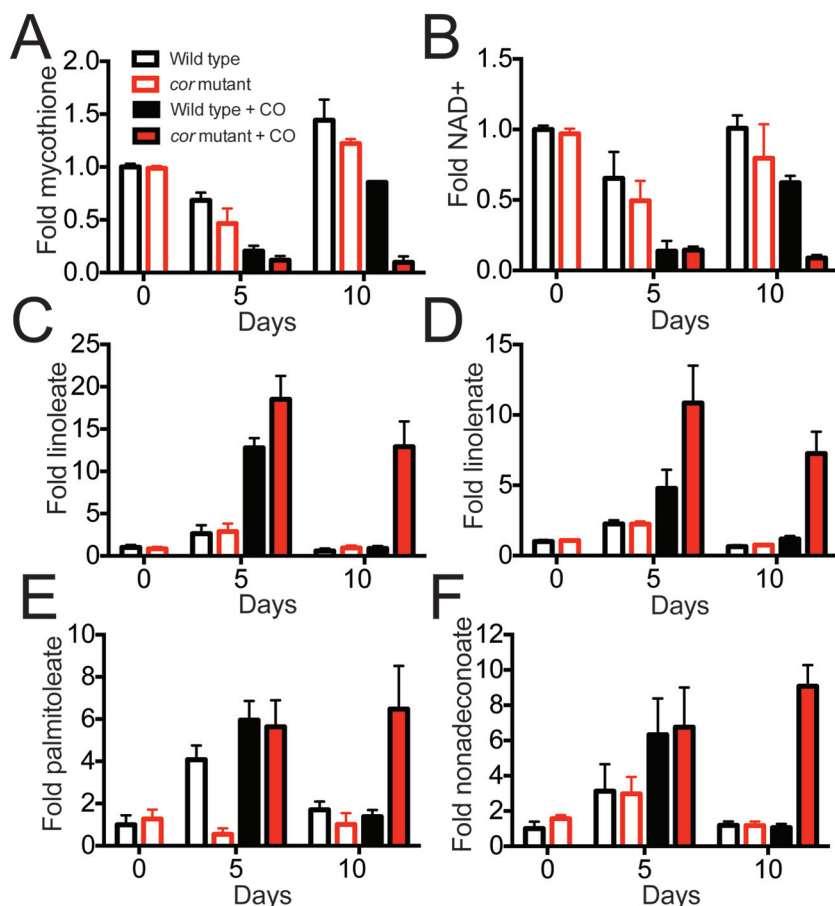 A
Fold mycothione
2.0
1.5
1.0
0.5
0.0
0 5 10
Days
Wild type
cor mutant
Wild type + CO
cor mutant + CO
B
Fold NAD+
1.5
1.0
0.5
0.0
0 5 10
Days
C
Fold linoleate
25
20
15
10
5
0
0 5 10
Days
D
Fold linolenate
15
10
5
0
0 5 10
Days
E
Fold palmitoleate
10
8
6
4
2
0
0 5 10
Days
F
Fold nonadeconoate
12
10
8
6
4
2
0
0 5 10
Days